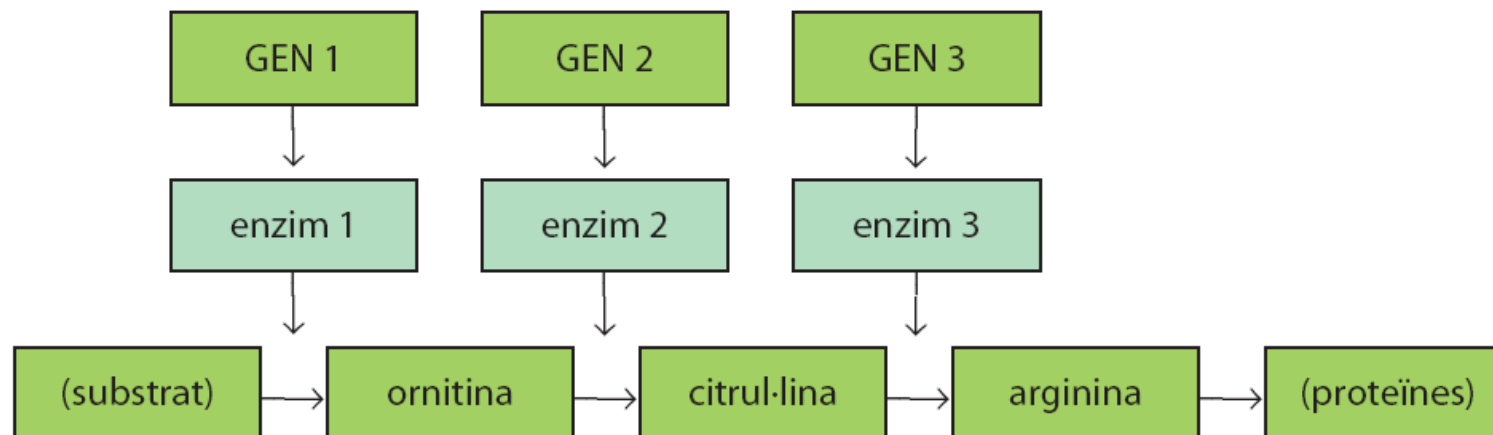 GEN 1
GEN 2
GEN 3
enzim 1
enzim 2
enzim 3
(substrat)
ornitina
citrul·lina
arginina
(proteïnes)